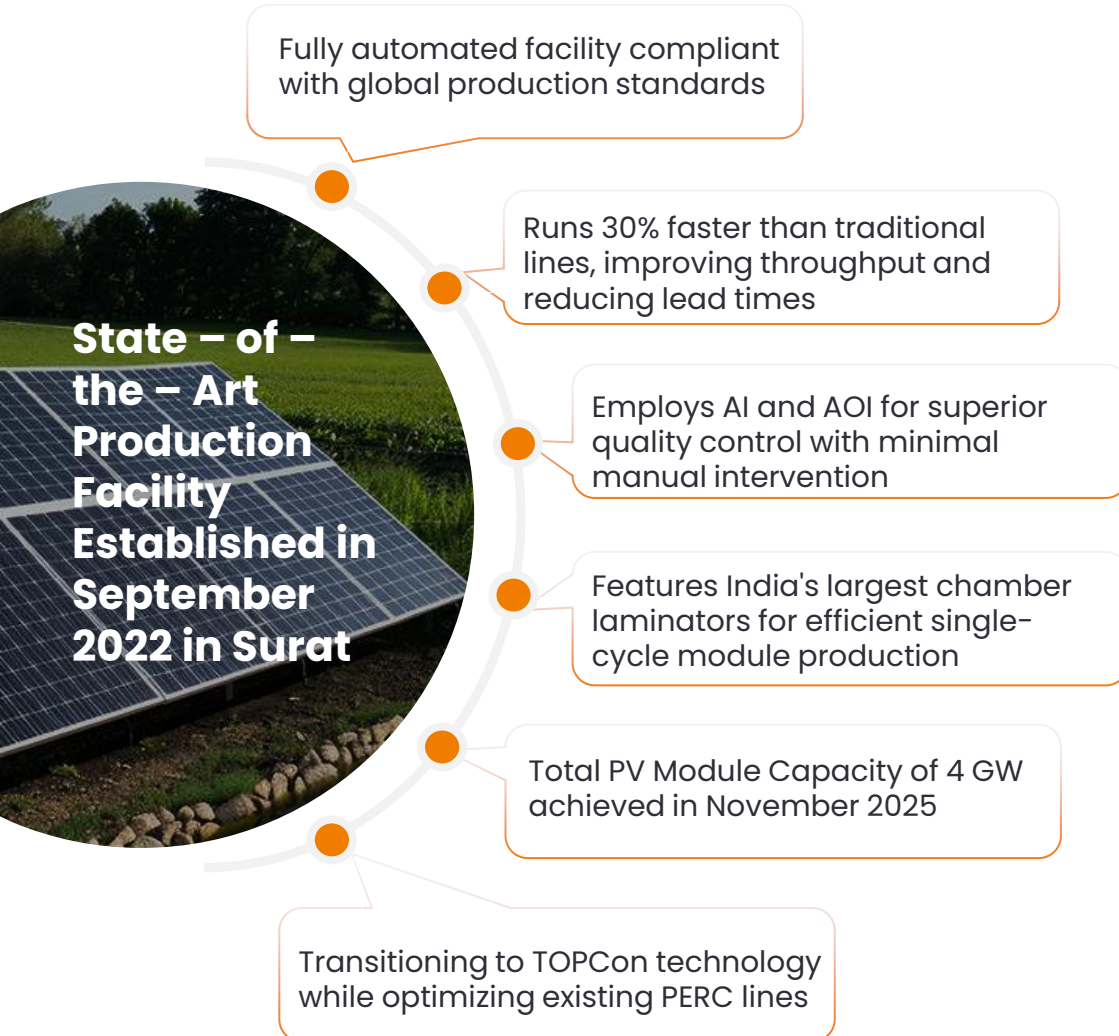 Fully automated facility compliant
with global production standards
Runs 30% faster than traditional
lines, improving throughput and
reducing lead times
State – of –
the – Art
Production
Facility
Established in
September
2022 in Surat
Employs AI and AOI for superior
quality control with minimal
manual intervention
Features India's largest chamber
laminators for efficient single-
cycle module production
Total PV Module Capacity of 4 GW
achieved in November 2025
Transitioning to TOPCon technology
while optimizing existing PERC lines